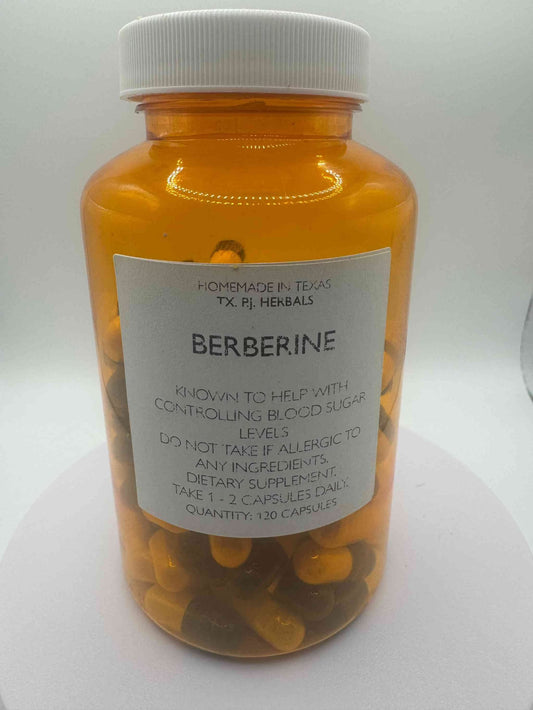 HOMEMADE IN TEXAS
TX. P.J. HERBALS
BERBERINE
KNOWN TO HELP WITH
CONTROLLING BLOOD SUGAR
LEVELS
DO NOT TAKE IF ALLERGIC TO
ANY INGREDIENTS.
DIETARY SUPPLEMENT.
TAKE 1 - 2 CAPSULES DAILY.
QUANTITY: 120 CAPSULES